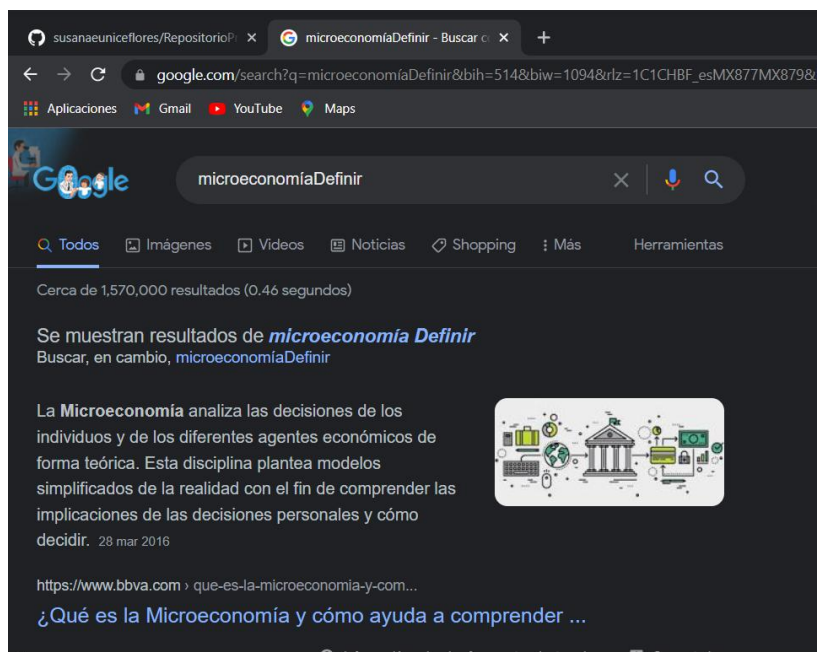 susanaeuniceflores/RepositorioPr
microeconomíaDefinir - Buscar c
google.com/search?q=microeconomíaDefinir&bih=514&biw=1094&rlz=1C1CHBF_esMX877MX879&
Aplicaciones Gmail YouTube Maps
Google
microeconomíaDefinir
Todos Imágenes Videos Noticias Shopping Más Herramientas
Cerca de 1,570,000 resultados (0.46 segundos)
Se muestran resultados de microeconomía Definir
Buscar, en cambio, microeconomíaDefinir
La Microeconomía analiza las decisiones de los
individuos y de los diferentes agentes económicos de
forma teórica. Esta disciplina plantea modelos
simplificados de la realidad con el fin de comprender las
implicaciones de las decisiones personales y cómo
decidir. 28 mar 2016
https://www.bbva.com › que-es-la-microeconomia-y-com...
¿Qué es la Microeconomía y cómo ayuda a comprender ...